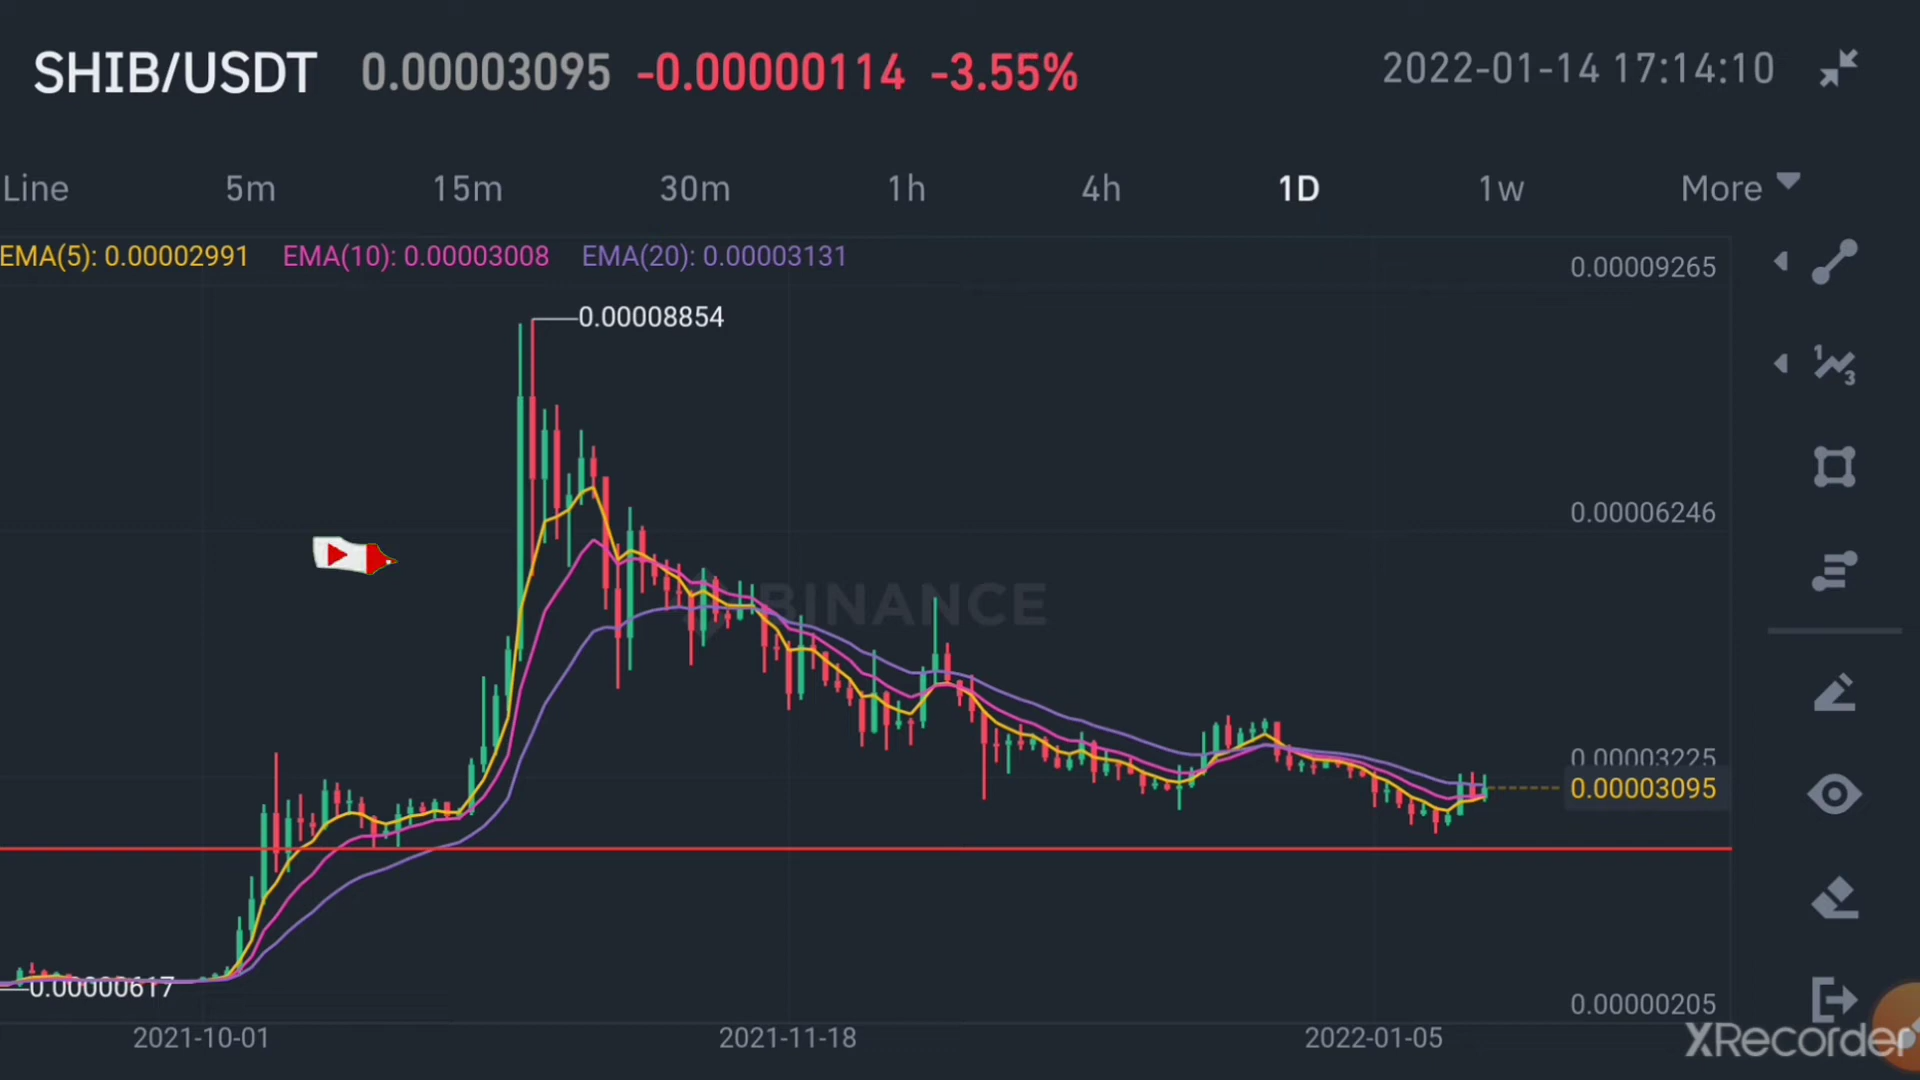 SHIB/USDT 0.00003095 -0.00000114 -3.55% 2022-01-14 17:14:10
Line 5m 15m 30m 1h 4h 1D 1w More
EMA(5): 0.00002991 EMA(10): 0.00003008 EMA(20): 0.00003131
0.00009265
0.00008854
0.00006246
BINANCE
0.00003225
0.00003095
0.00000617
0.00000205
2021-10-01 2021-11-18 2022-01-05
XRecorder